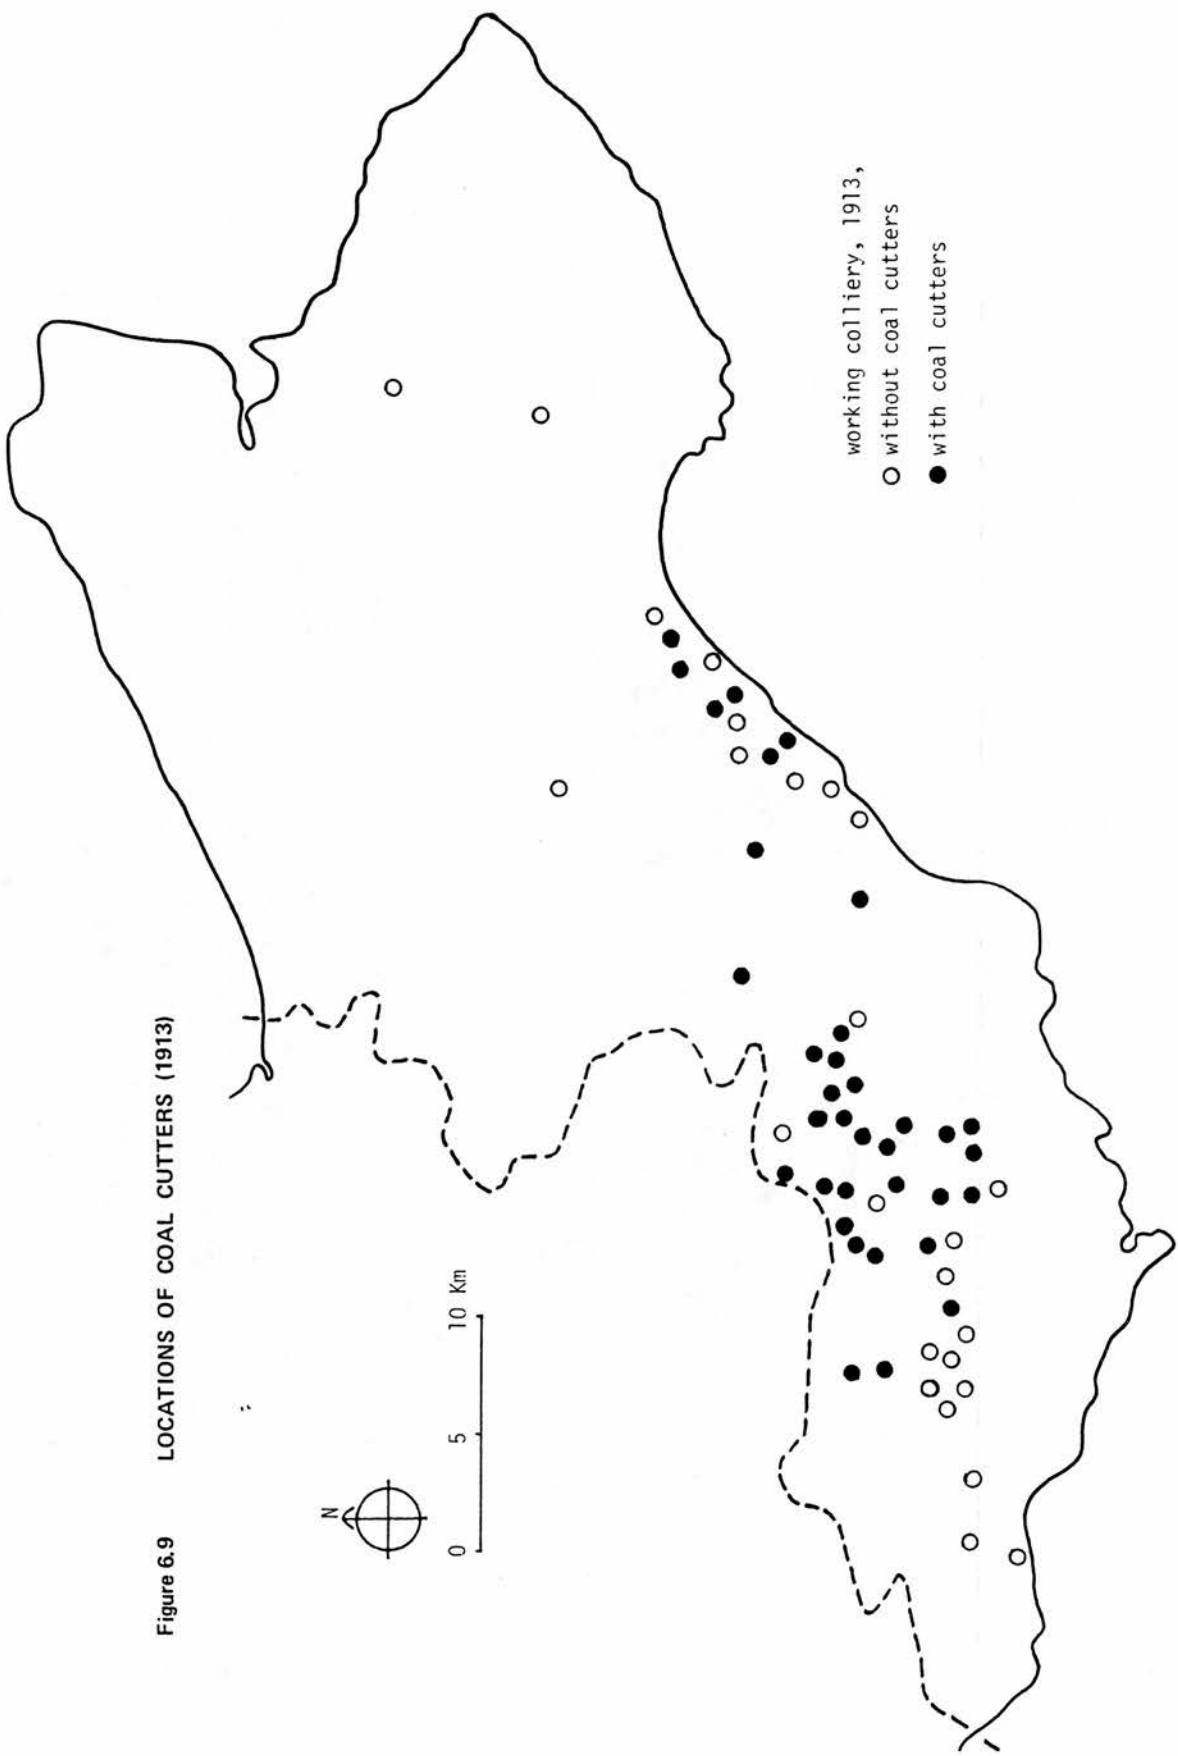 Figure 6.9 LOCATIONS OF COAL CUTTERS (1913)
N
0 5 10 Km
working colliery, 1913,
without coal cutters
with coal cutters